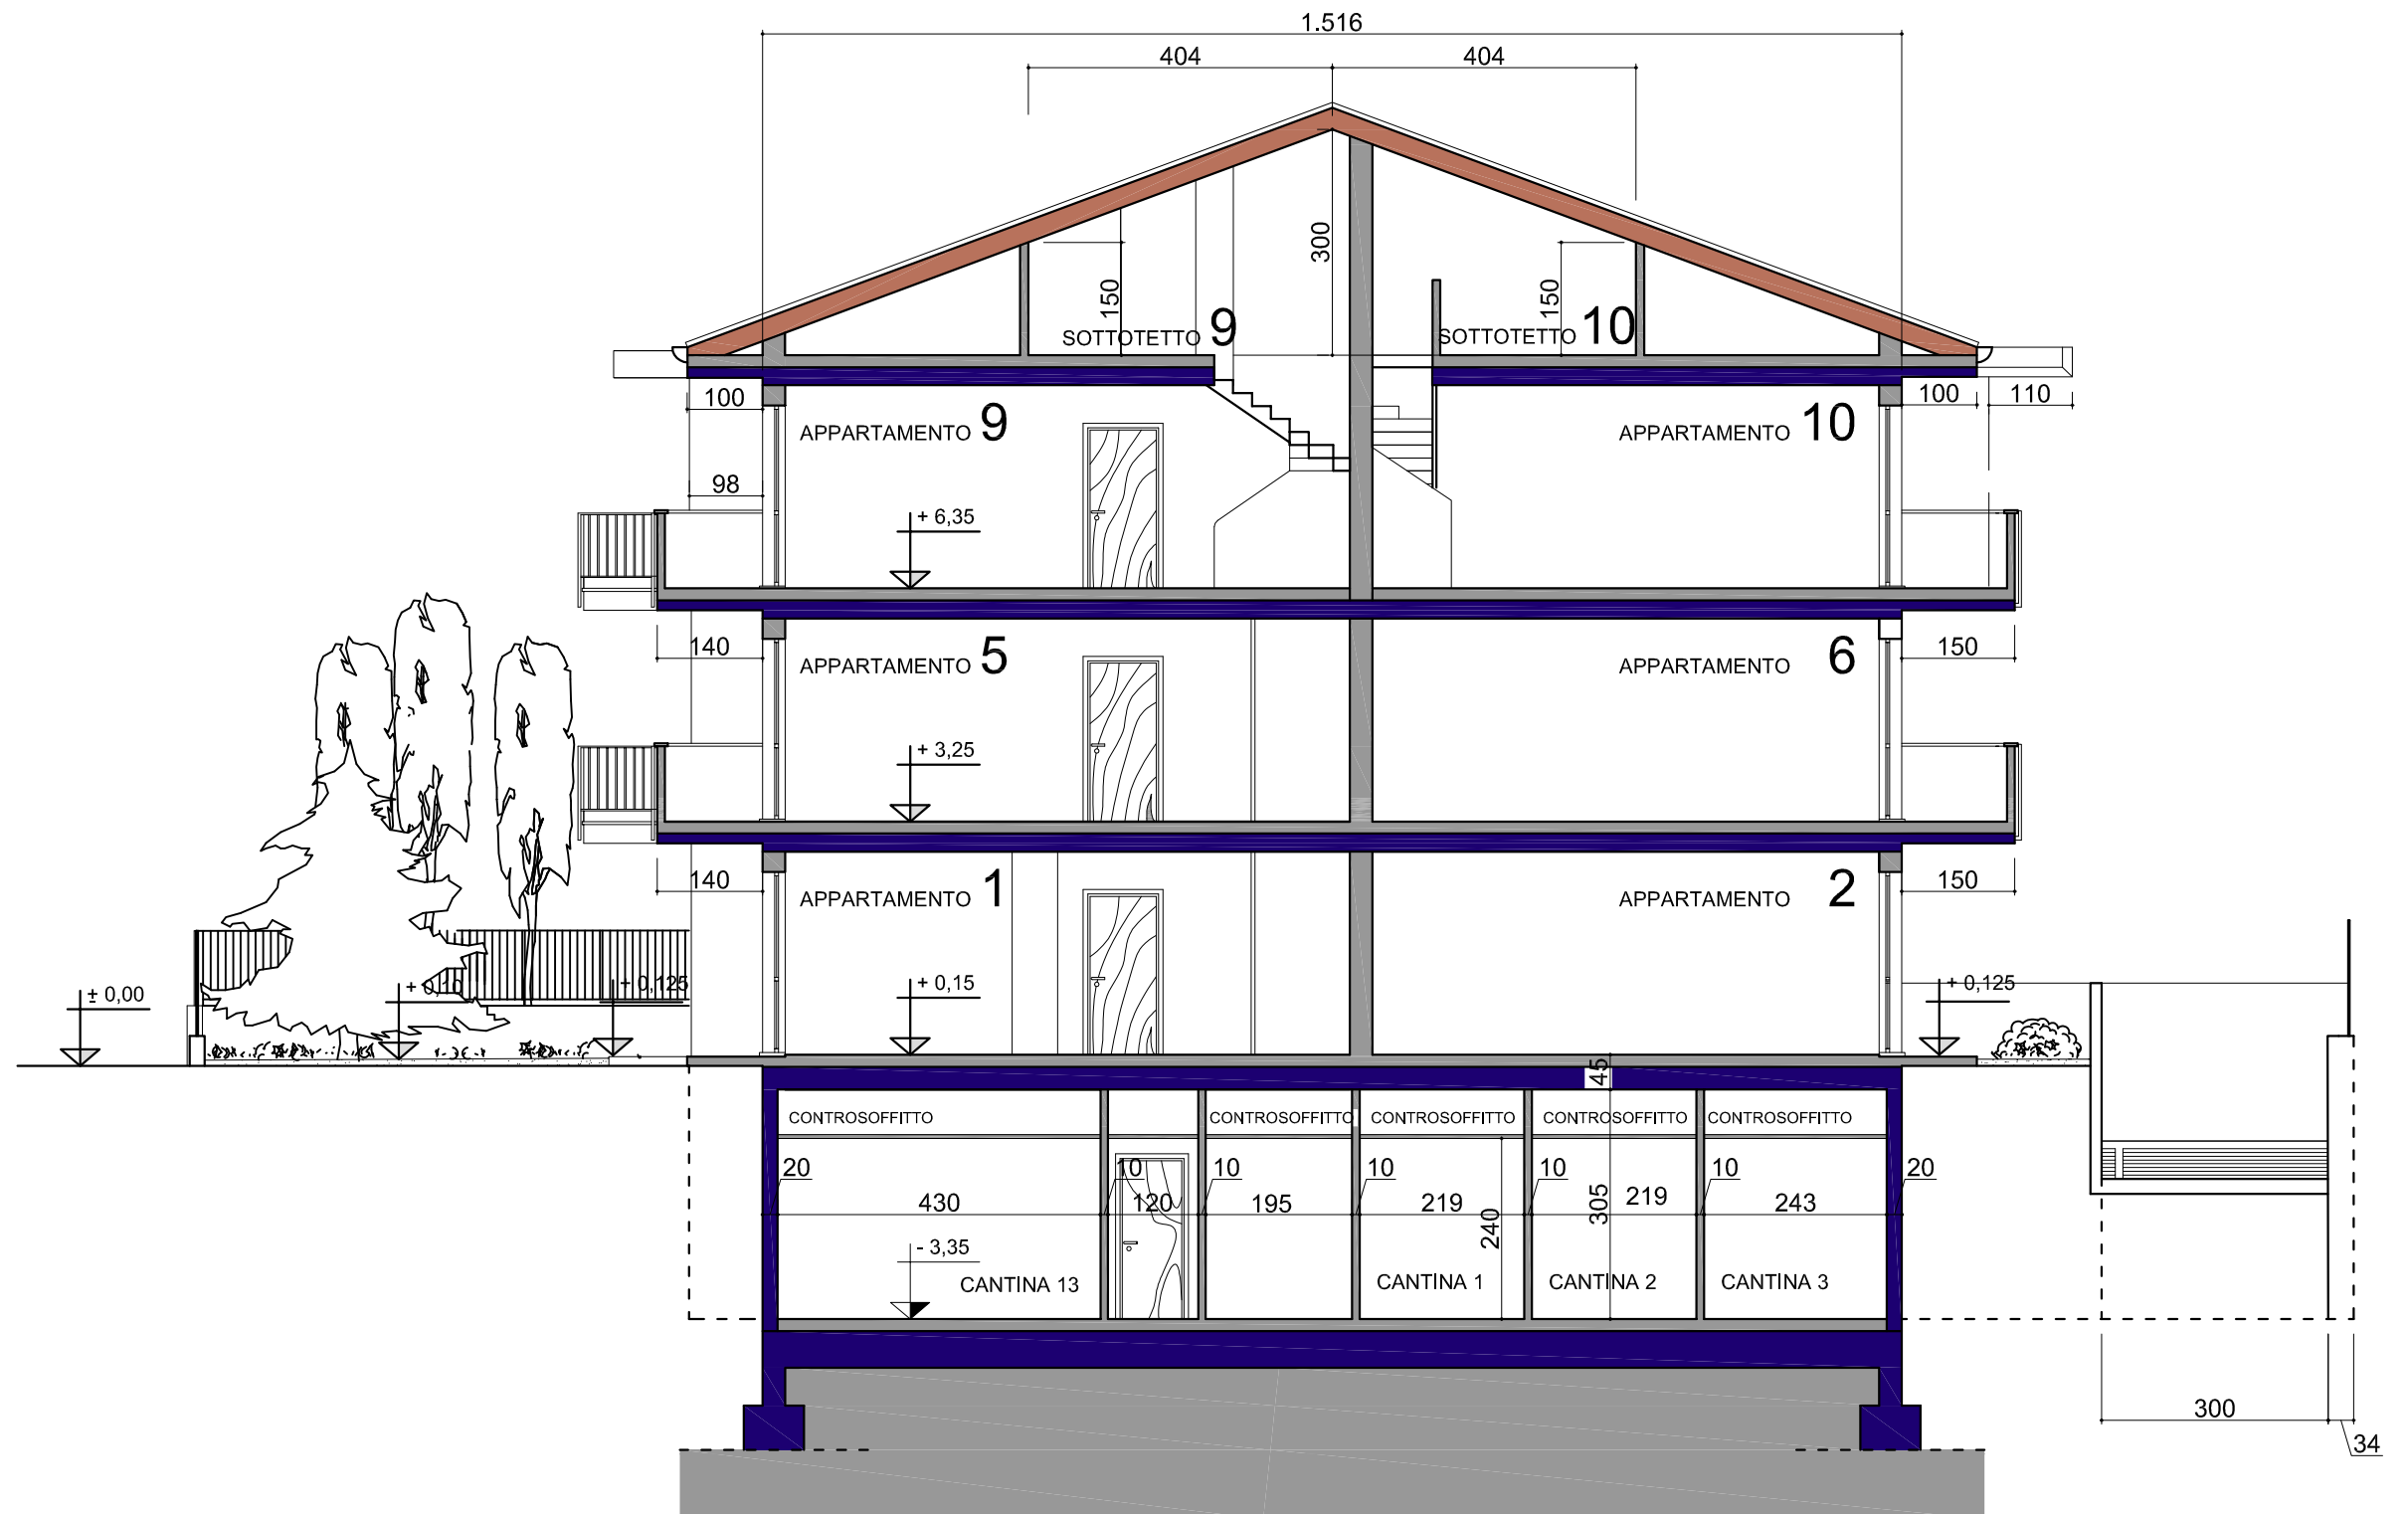 1.516
404
404
300
150
150
SOTTOTETTO 9
SOTTOTETTO 10
100
100
110
APPARTAMENTO 9
APPARTAMENTO 10
98
+ 6,35
140
APPARTAMENTO 5
APPARTAMENTO 6
150
+ 3,25
140
APPARTAMENTO 1
APPARTAMENTO 2
150
± 0,00
+ 0,10
+ 0,125
+ 0,15
+ 0,125
45
CONTROSOFFITTO
CONTROSOFFITTO
CONTROSOFFITTO
CONTROSOFFITTO
CONTROSOFFITTO
20
10
10
10
10
10
20
430
120
195
219
240
305
219
243
- 3,35
CANTINA 13
CANTINA 1
CANTINA 2
CANTINA 3
300
34